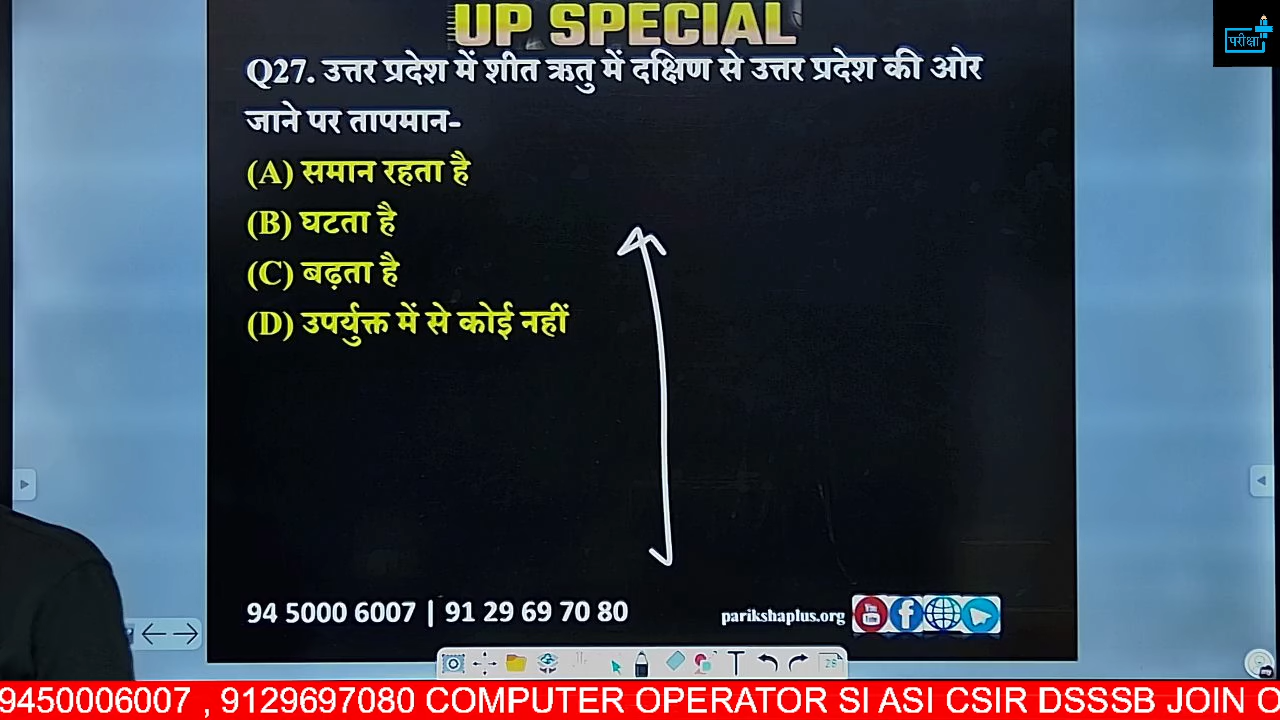 UP SPECIAL
परीक्षा
Q27. उत्तर प्रदेश में शीत ऋतु में दक्षिण से उत्तर प्रदेश की ओर
जाने पर तापमान-
(A) समान रहता है
(B) घटता है
(C) बढ़ता है
(D) उपर्युक्त में से कोई नहीं
94 5000 6007 | 91 29 69 70 80
parikshaplus.org
You
Tube
9450006007 , 9129697080 COMPUTER OPERATOR SI ASI CSIR DSSSB JOIN